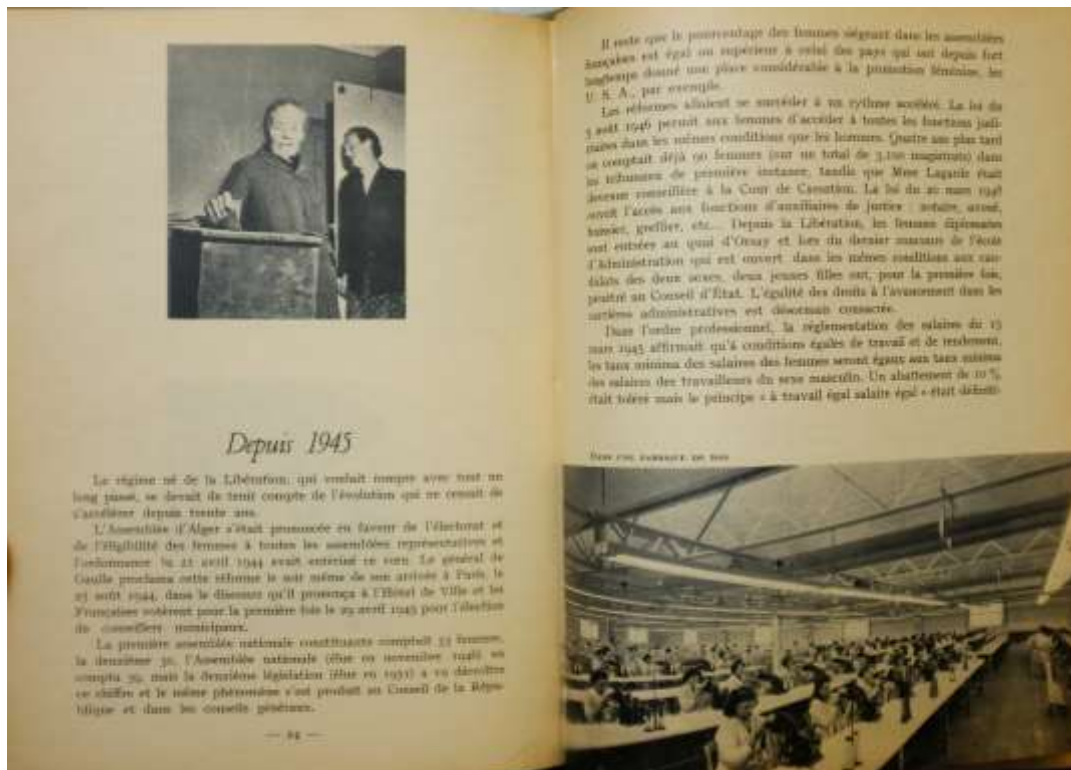 Depuis 1945
Le régime né de la Libération, qui voulait rompre avec tout un
long passé, se devait de tenir compte de l'évolution qui ne cessait de
s'accélérer depuis trente ans.
L'Assemblée d'Alger s'était prononcée en faveur de l'électorat et
de l'éligibilité des femmes à toutes les assemblées représentatives et
l'ordonnance du 21 avril 1944 avait entériné ce vœu. Le général de
Gaulle proclama cette réforme le soir même de son arrivée à Paris, le
25 août 1944, dans le discours qu'il prononça à l'Hôtel de Ville et les
Françaises votèrent pour la première fois le 29 avril 1945 pour l'élection
de conseillers municipaux.
La première assemblée nationale constituante comptait 33 femmes,
la deuxième 30, l'Assemblée nationale (élue en novembre 1946) en
compta 39, mais la deuxième législation (élue en 1951) a vu décroître
ce chiffre et le même phénomène s'est produit au Conseil de la Répu-
blique et dans les conseils généraux.
Il reste que le pourcentage des femmes siégeant dans les assemblées
françaises est égal ou supérieur à celui des pays qui ont depuis fort
longtemps donné une place considérable à la promotion féminine, les
U. S. A., par exemple.
Les réformes allaient se succéder à un rythme accéléré. La loi du
août 1946 permit aux femmes d'accéder à toutes les fonctions judi-
ciaires dans les mêmes conditions que les hommes. Quatre ans plus tard
on comptait déjà 90 femmes (sur un total de magistrats) dans
les tribunaux de première instance, tandis que Mme Lagarde était
devenue conseillère à la Cour de Cassation. La loi du 20 mars 1948
ouvrit l'accès aux fonctions d'auxiliaires de justice : notaire, avoué,
huissier, greffier, etc... Depuis la Libération, les femmes diplomates
sont entrées au quai d'Orsay et lors du dernier concours de l'école
d'Administration qui est ouvert dans les mêmes conditions aux can-
didats des deux sexes, deux jeunes filles ont, pour la première fois,
pénétré au Conseil d'État. L'égalité des droits à l'avancement dans les
carrières administratives est désormais consacrée.
Dans l'ordre professionnel, la réglementation des salaires du 15
mars 1945 affirmait qu'à conditions égales de travail et de rendement,
les taux minima des salaires des femmes seront égaux aux taux minima
des salaires des travailleurs du sexe masculin. Un abattement de 10 %
était toléré mais le principe « à travail égal salaire égal » était définiti-
DANS UNE FABRIQUE DE